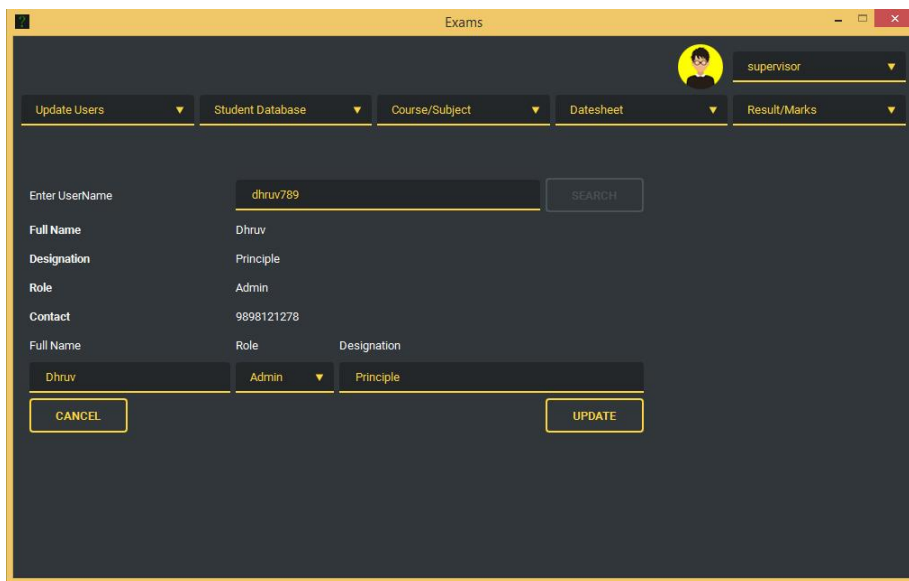 Exams
supervisor
Update Users Student Database Course/Subject Datesheet Result/Marks
Enter UserName dhruv789 SEARCH
Full Name Dhruv
Designation Principle
Role Admin
Contact 9898121278
Full Name Role Designation
Dhruv Admin Principle
CANCEL UPDATE